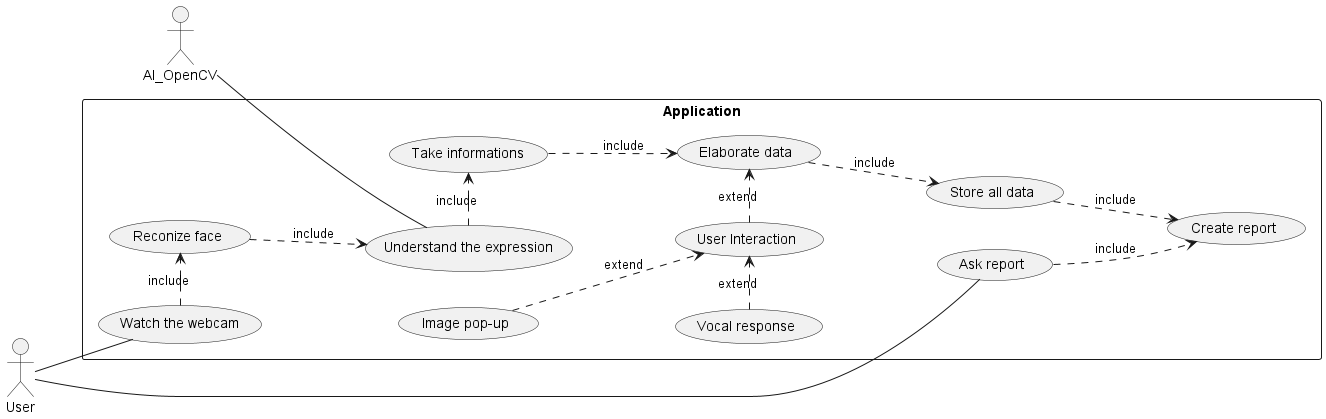 AI_OpenCV
Application
Take informations
include
Elaborate data
include
Store all data
include
extend
include
Create report
Reconize face
include
Understand the expression
User Interaction
include
Ask report
extend
include
extend
Watch the webcam
Image pop-up
Vocal response
User